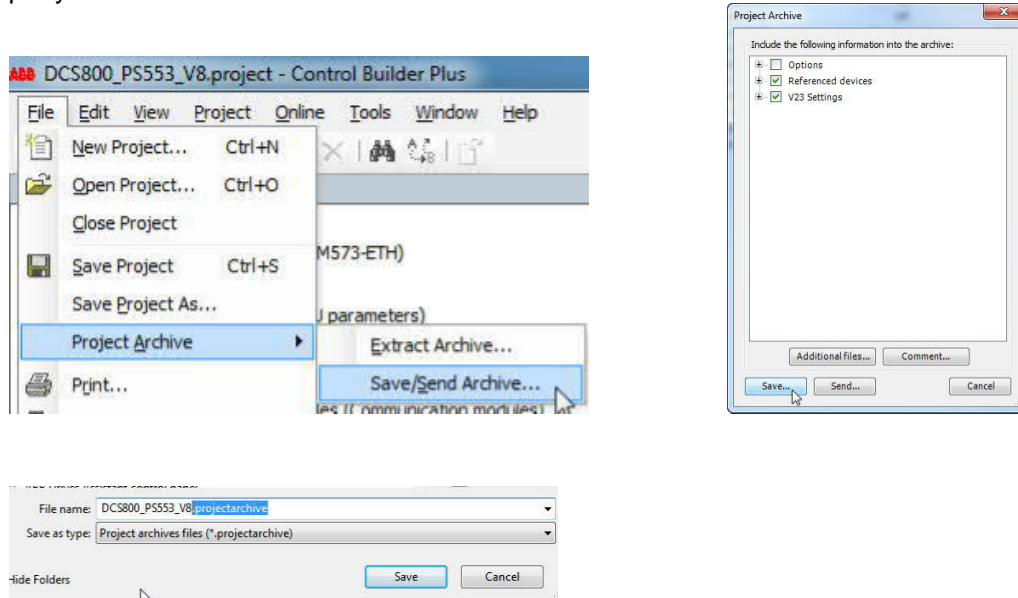 ABB DCS800_PS553_V8.project - Control Builder Plus
File Edit View Project Online Tools Window Help
New Project... Ctrl+N
Open Project... Ctrl+O
Close Project
Save Project Ctrl+S
Save Project As...
Project Archive
Print...
M573-ETH)
parameters)
Extract Archive...
Save/Send Archive...
Project Archive
Include the following information into the archive:
Options
Referenced devices
V23 Settings
Additional files... Comment...
Save... Send... Cancel
File name: DCS800_PS553_V8.projectarchive
Save as type: Project archives files (*.projectarchive)
Hide Folders Save Cancel